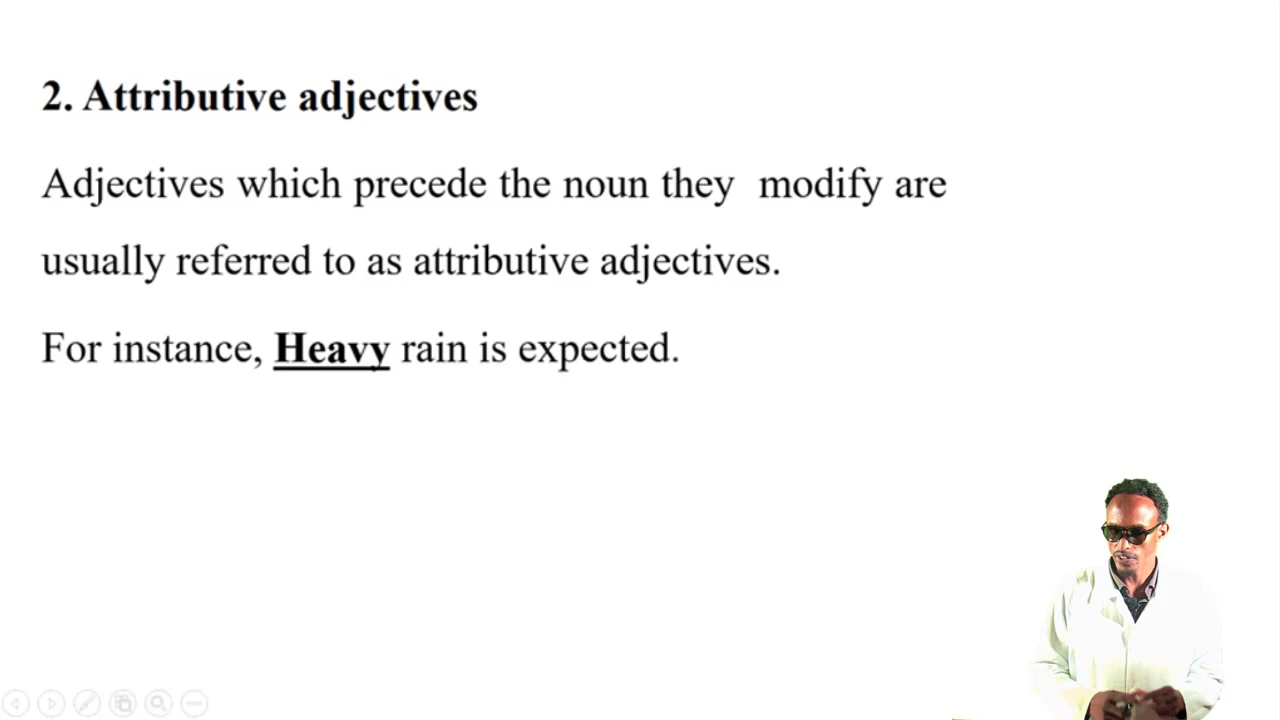 2. Attributive adjectives
Adjectives which precede the noun they modify are
usually referred to as attributive adjectives.
For instance, Heavy rain is expected.